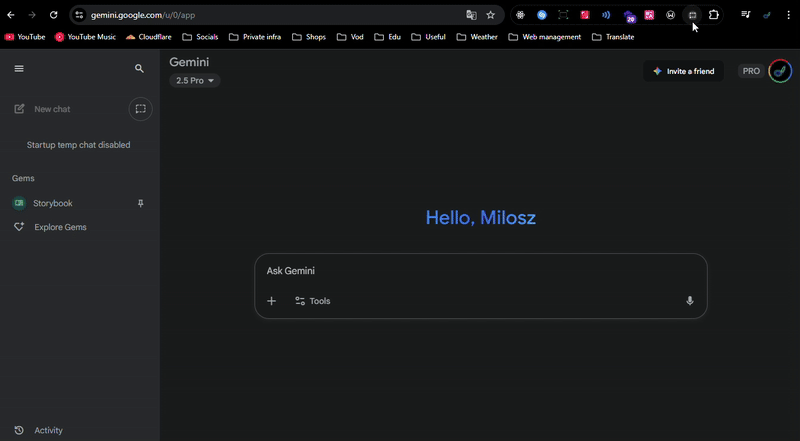 gemini.google.com/u/0/app
20
YouTube YouTube Music Cloudflare Socials Private infra Shops Vod Edu Useful Weather Web management Translate
Gemini
2.5 Pro
Invite a friend
PRO
New chat
Startup temp chat disabled
Gems
Storybook
Explore Gems
Hello, Milosz
Ask Gemini
Tools
Activity